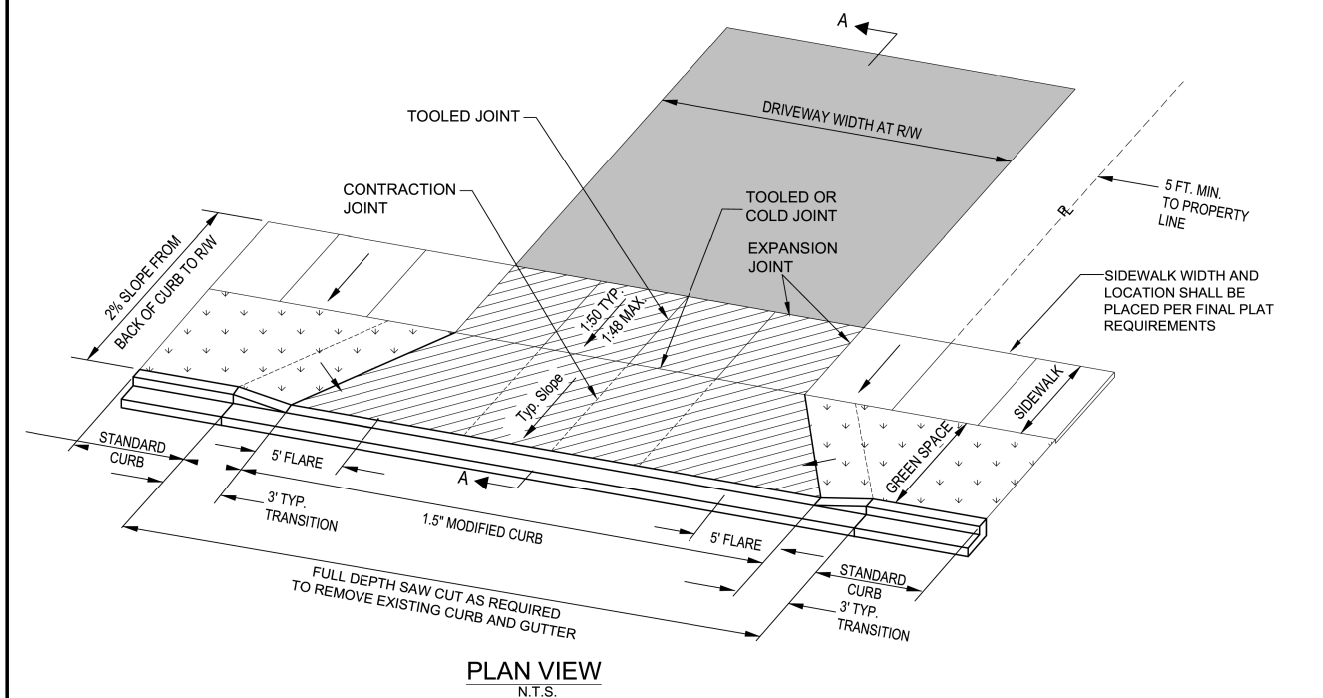 A
DRIVEWAY WIDTH AT R/W
TOOLED JOINT
CONTRACTION
JOINT
TOOLED OR
COLD JOINT
EXPANSION
JOINT
5 FT. MIN.
TO PROPERTY
LINE
PL
2% SLOPE FROM
BACK OF CURB TO R/W
1:50 TYP.
1:48 MAX.
SIDEWALK WIDTH AND
LOCATION SHALL BE
PLACED PER FINAL PLAT
REQUIREMENTS
Typ. Slope
SIDEWALK
GREEN SPACE
STANDARD
CURB
5' FLARE
A
3' TYP.
TRANSITION
1.5" MODIFIED CURB
5' FLARE
STANDARD
CURB
3' TYP.
TRANSITION
FULL DEPTH SAW CUT AS REQUIRED
TO REMOVE EXISTING CURB AND GUTTER
PLAN VIEW
N.T.S.